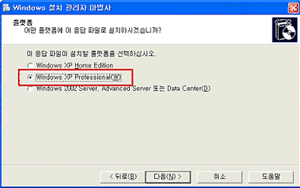 Windows 설치 관리자 마법사
플랫폼
어떤 플랫폼에 이 응답 파일로 설치하시겠습니까?
이 응답 파일이 설치될 플랫폼을 선택하십시오.
Windows XP Home Edition
Windows XP Professional(W)
Windows 2002 Server, Advanced Server 또는 Data Center(D)
< 뒤로(B)
다음(N) >
취소
도움말